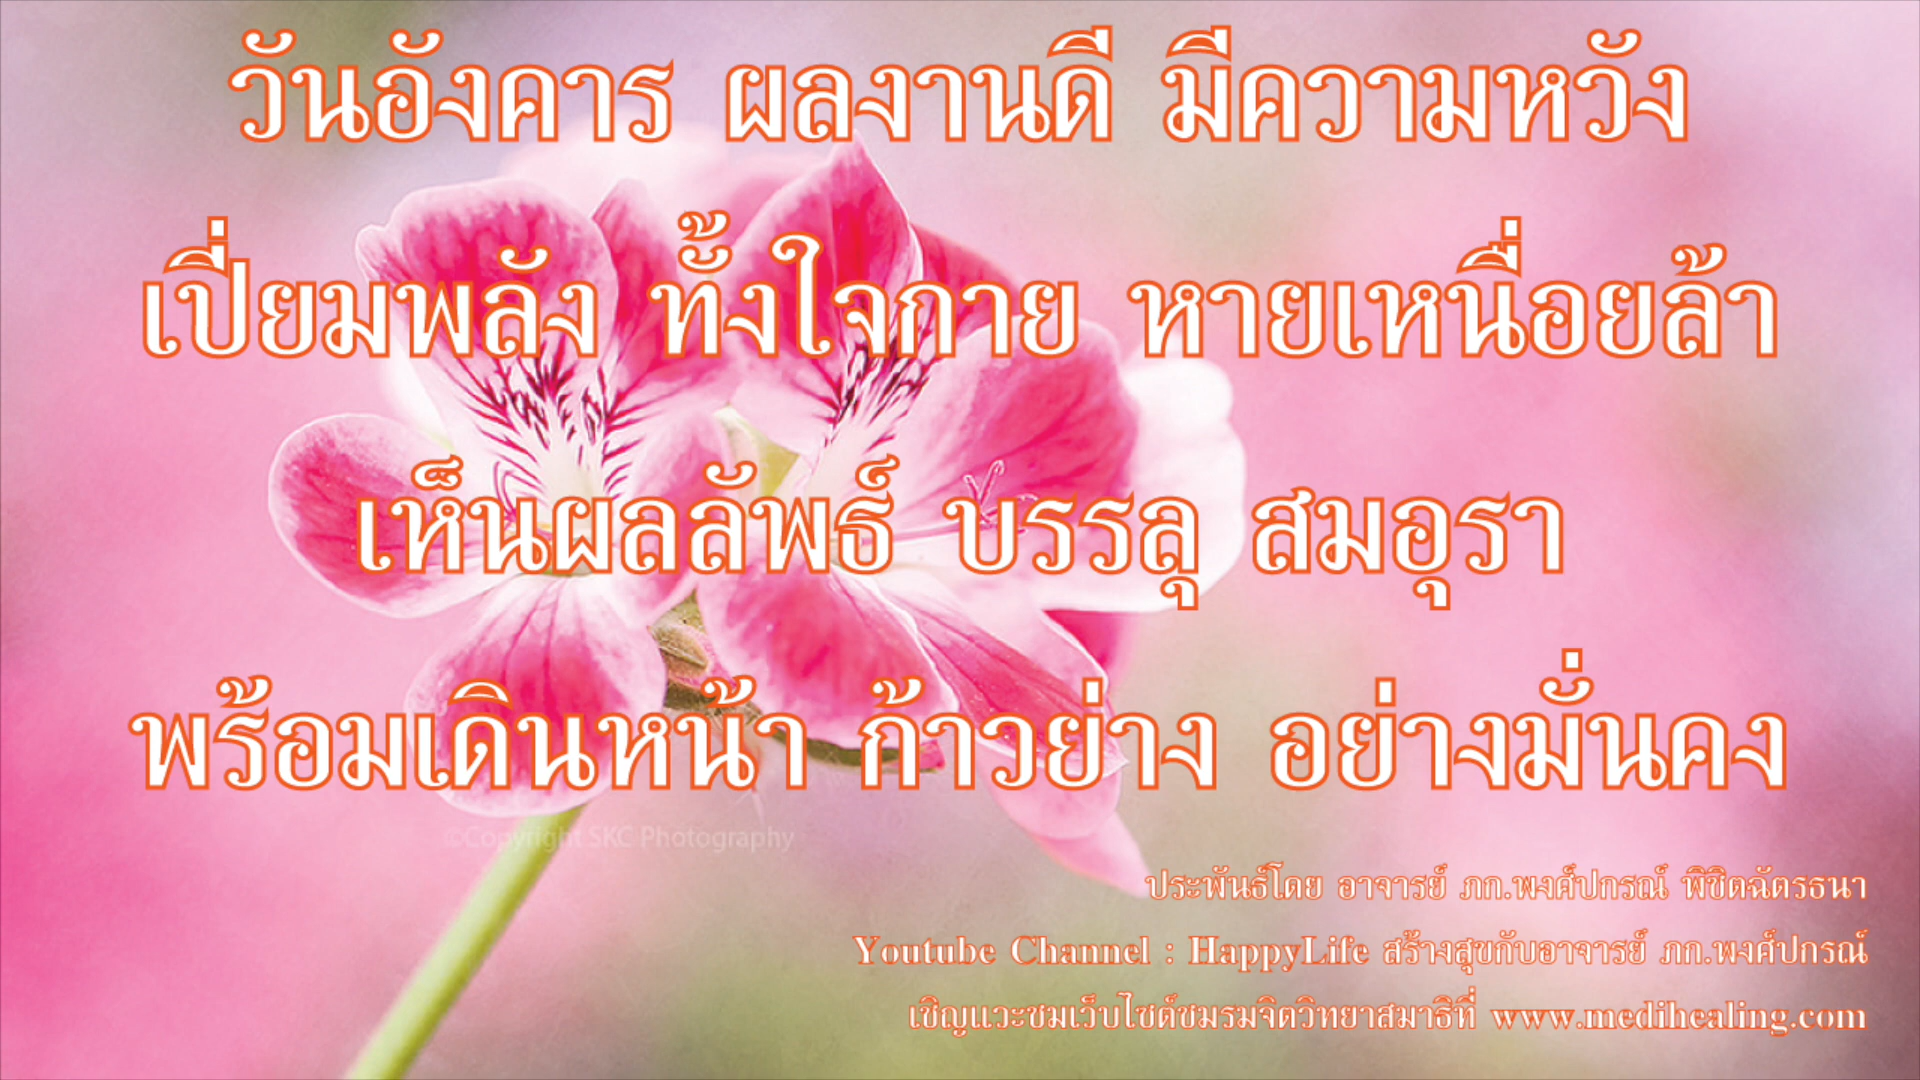 วันอังคาร ผลงานดี มีความหวัง
เปี่ยมพลัง ทั้งใจกาย หายเหนื่อยล้า
เห็นผลลัพธ์ บรรลุ สมอุรา
พร้อมเดินหน้า ก้าวย่าง อย่างมั่นคง
©Copyright SKC Photography
ประพันธ์โดย อาจารย์ ภก.พงศ์ปกรณ์ พิชิตฉัตรธนา
Youtube Channel : HappyLife สร้างสุขกับอาจารย์ ภก.พงศ์ปกรณ์
เชิญแวะชมเว็บไซต์ชมรมจิตวิทยาสมาธิที่ www.medihealing.com